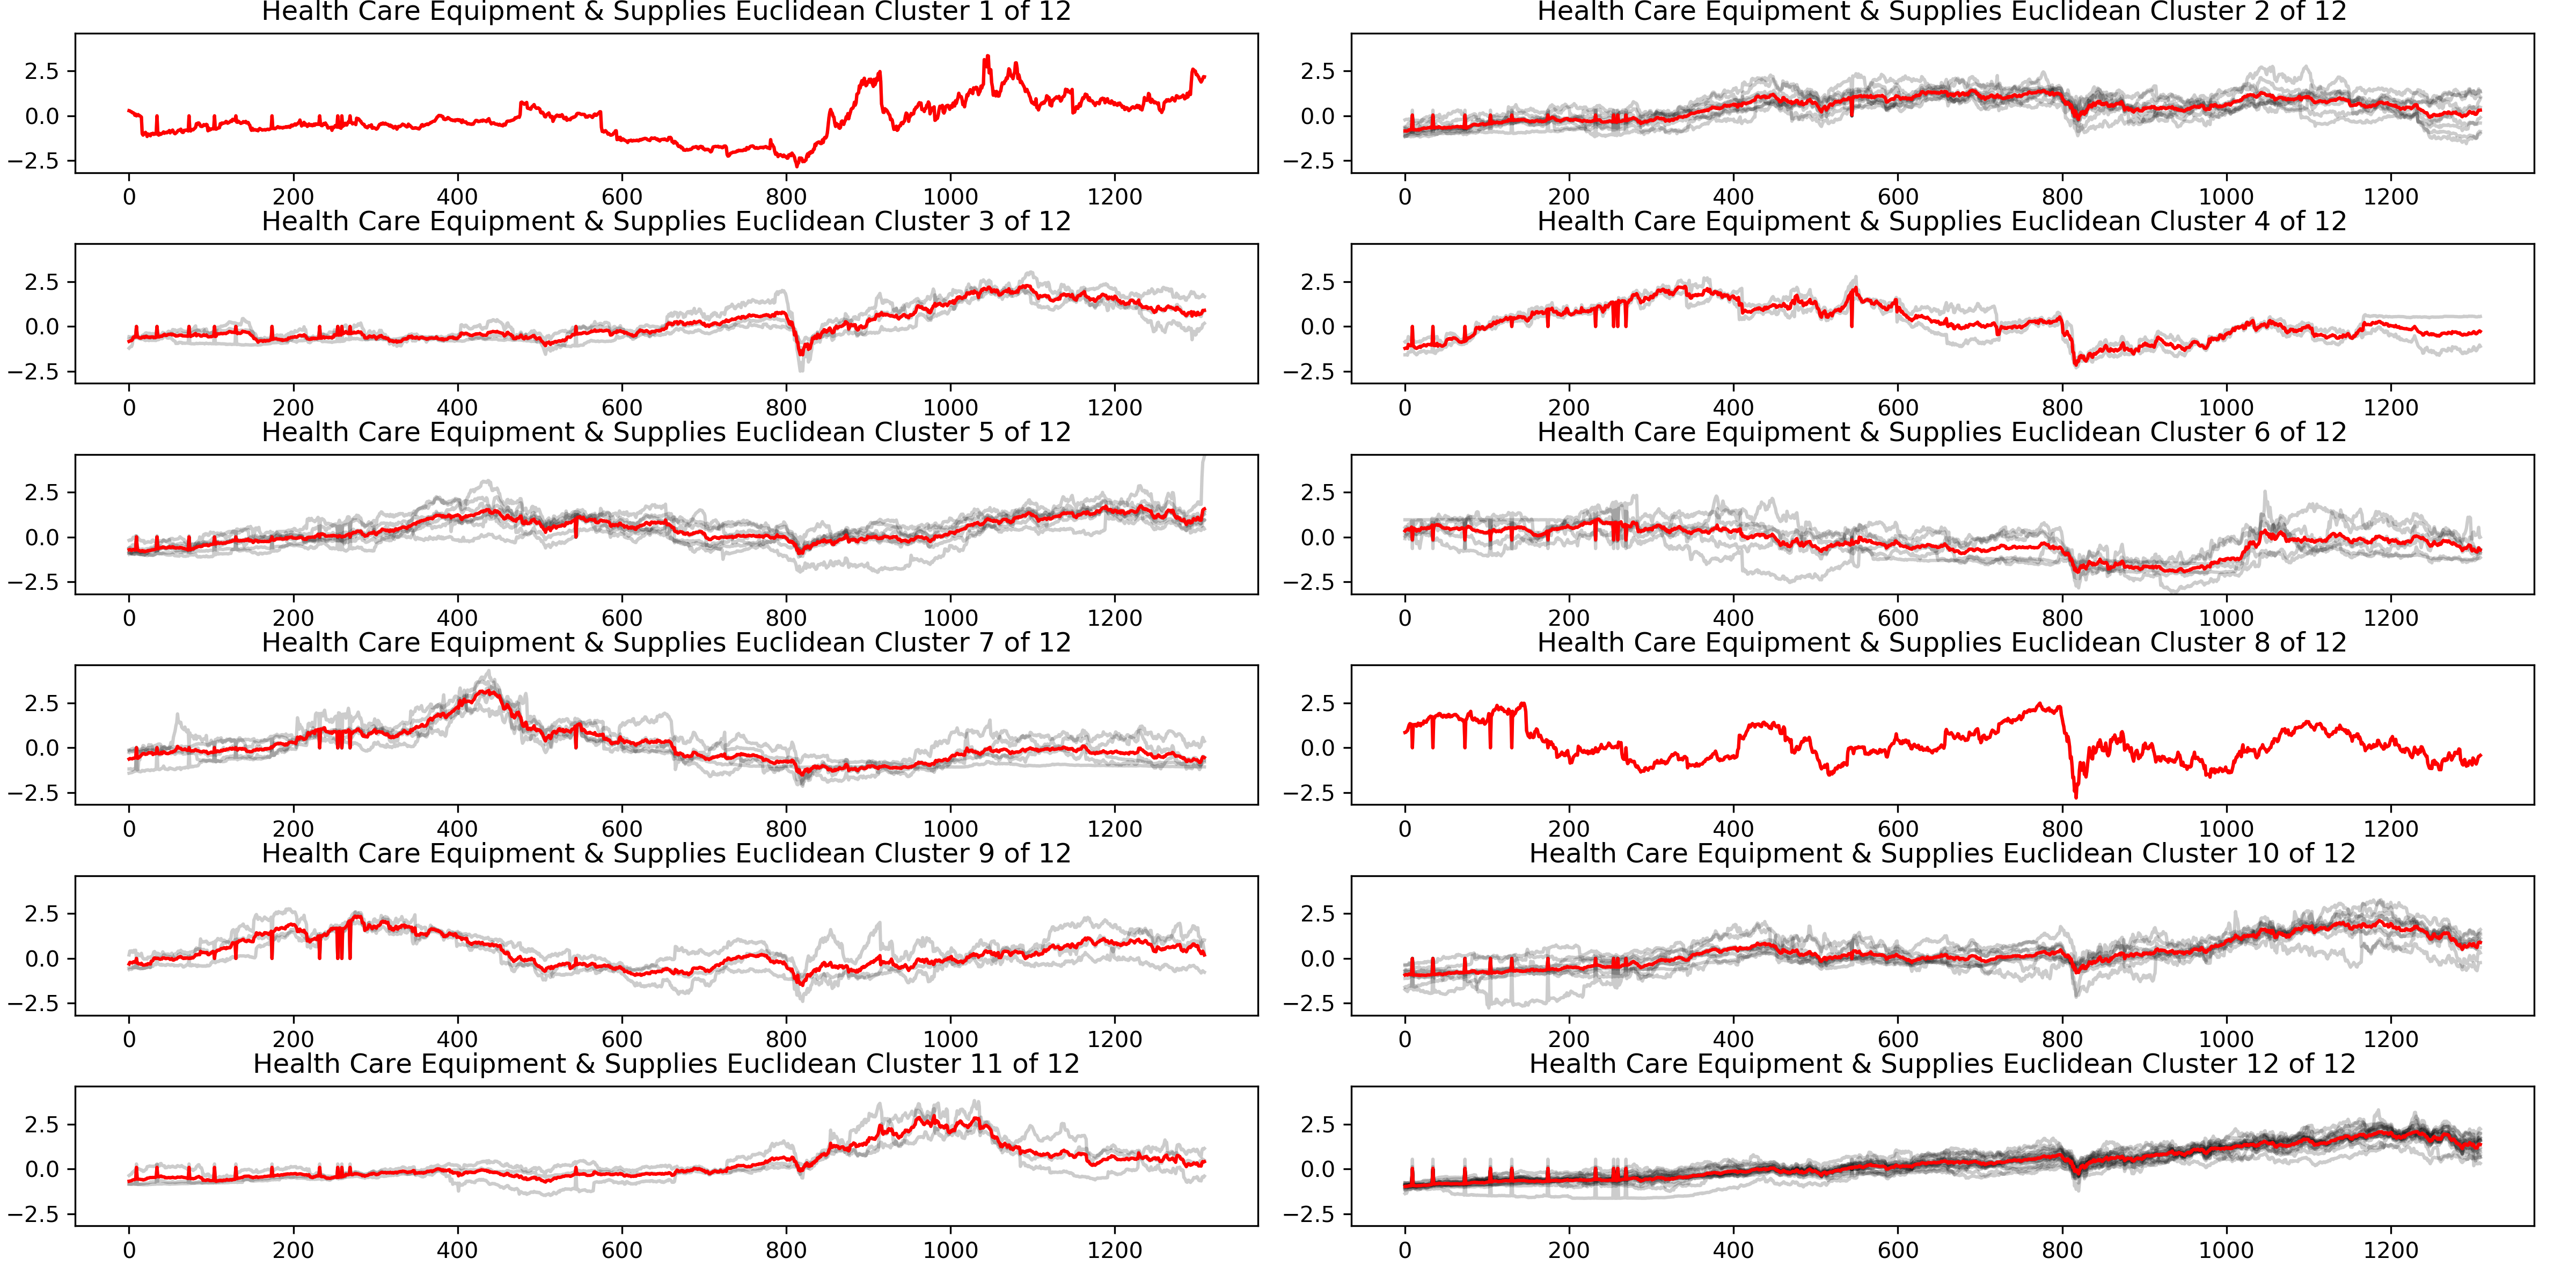 Health Care Equipment & Supplies Euclidean Cluster 1 of 12
2.5
0.0
−2.5
0 200 400 600 800 1000 1200
Health Care Equipment & Supplies Euclidean Cluster 2 of 12
2.5
0.0
−2.5
0 200 400 600 800 1000 1200
Health Care Equipment & Supplies Euclidean Cluster 3 of 12
2.5
0.0
−2.5
0 200 400 600 800 1000 1200
Health Care Equipment & Supplies Euclidean Cluster 4 of 12
2.5
0.0
−2.5
0 200 400 600 800 1000 1200
Health Care Equipment & Supplies Euclidean Cluster 5 of 12
2.5
0.0
−2.5
0 200 400 600 800 1000 1200
Health Care Equipment & Supplies Euclidean Cluster 6 of 12
2.5
0.0
−2.5
0 200 400 600 800 1000 1200
Health Care Equipment & Supplies Euclidean Cluster 7 of 12
2.5
0.0
−2.5
0 200 400 600 800 1000 1200
Health Care Equipment & Supplies Euclidean Cluster 8 of 12
2.5
0.0
−2.5
0 200 400 600 800 1000 1200
Health Care Equipment & Supplies Euclidean Cluster 9 of 12
2.5
0.0
−2.5
0 200 400 600 800 1000 1200
Health Care Equipment & Supplies Euclidean Cluster 10 of 12
2.5
0.0
−2.5
0 200 400 600 800 1000 1200
Health Care Equipment & Supplies Euclidean Cluster 11 of 12
2.5
0.0
−2.5
0 200 400 600 800 1000 1200
Health Care Equipment & Supplies Euclidean Cluster 12 of 12
2.5
0.0
−2.5
0 200 400 600 800 1000 1200